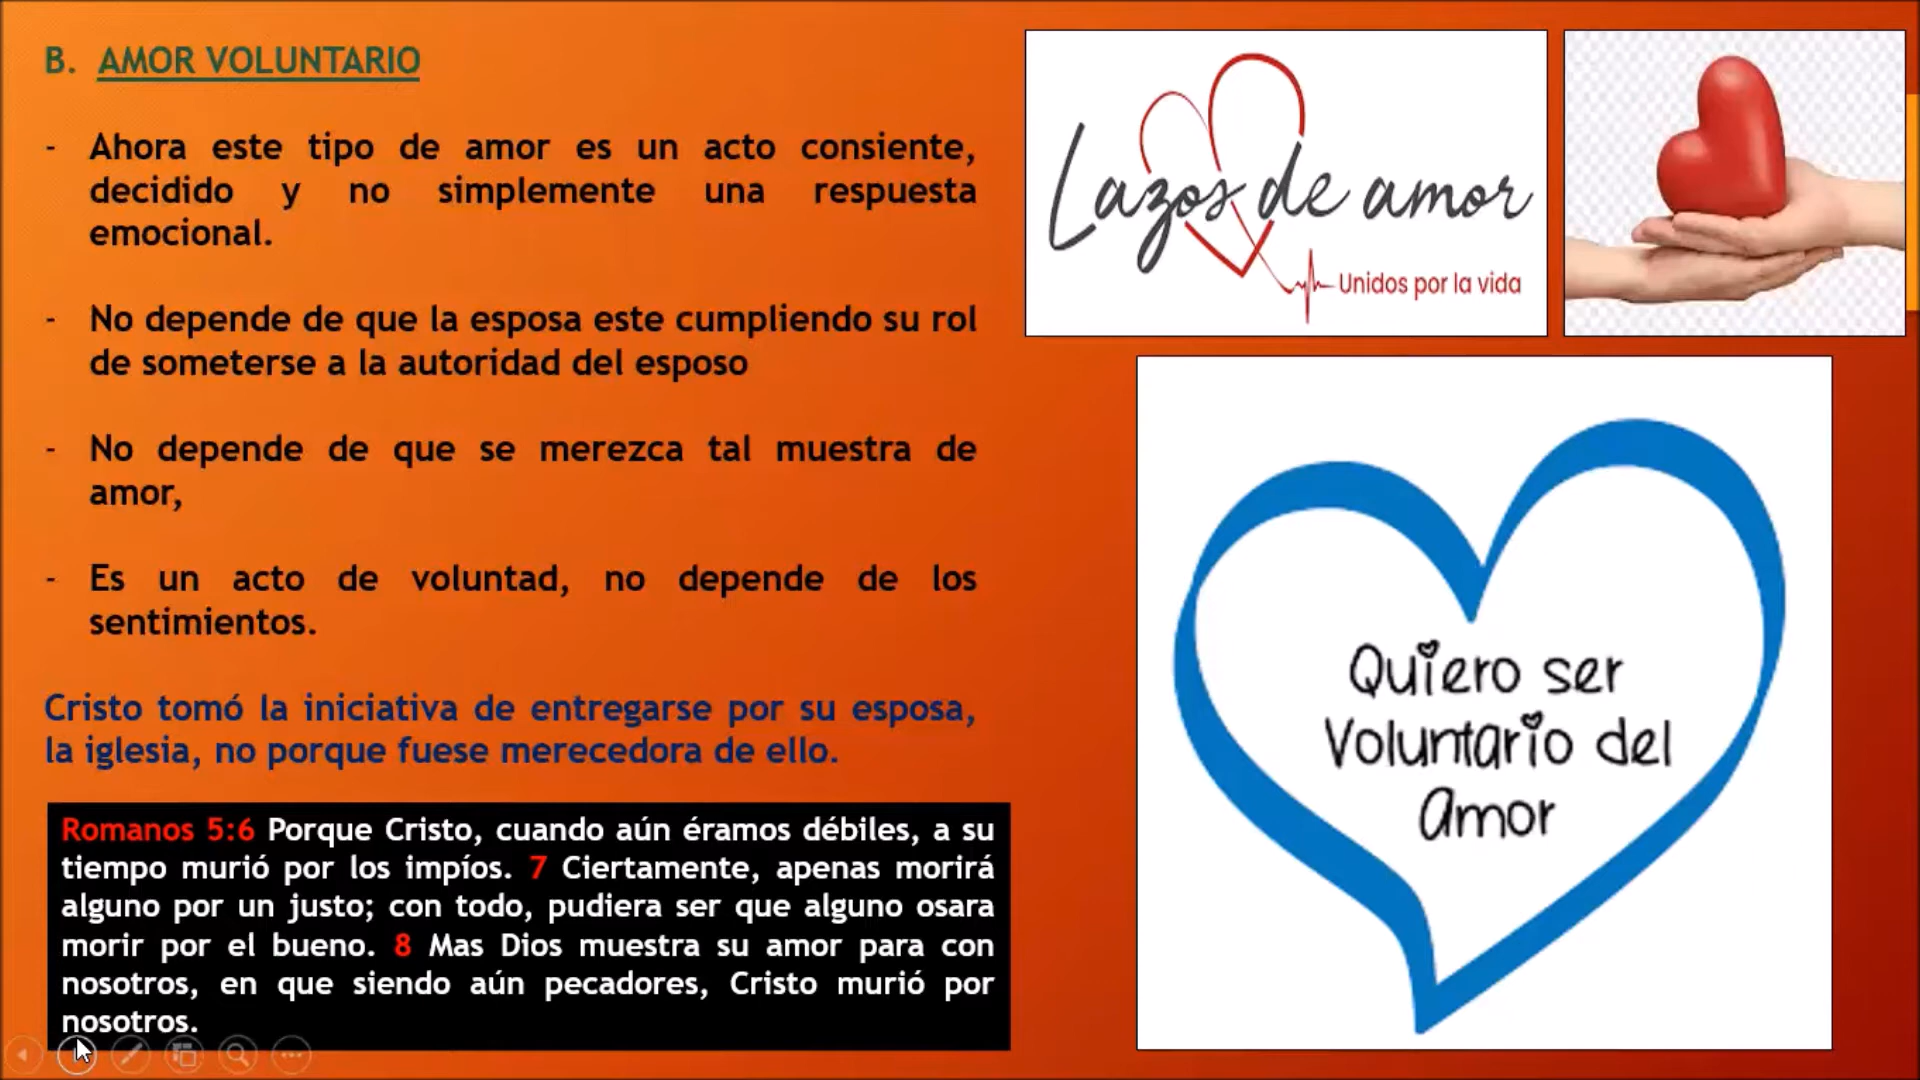 B. AMOR VOLUNTARIO
- Ahora este tipo de amor es un acto consiente,
decidido y no simplemente una respuesta
emocional.
- No depende de que la esposa este cumpliendo su rol
de someterse a la autoridad del esposo
- No depende de que se merezca tal muestra de
amor,
- Es un acto de voluntad, no depende de los
sentimientos.
Cristo tomó la iniciativa de entregarse por su esposa,
la iglesia, no porque fuese merecedora de ello.
Romanos 5:6 Porque Cristo, cuando aún éramos débiles, a su
tiempo murió por los impíos. 7 Ciertamente, apenas morirá
alguno por un justo; con todo, pudiera ser que alguno osara
morir por el bueno. 8 Mas Dios muestra su amor para con
nosotros, en que siendo aún pecadores, Cristo murió por
nosotros.
Lazos de amor
Unidos por la vida
Quiero ser
Voluntario del
Amor